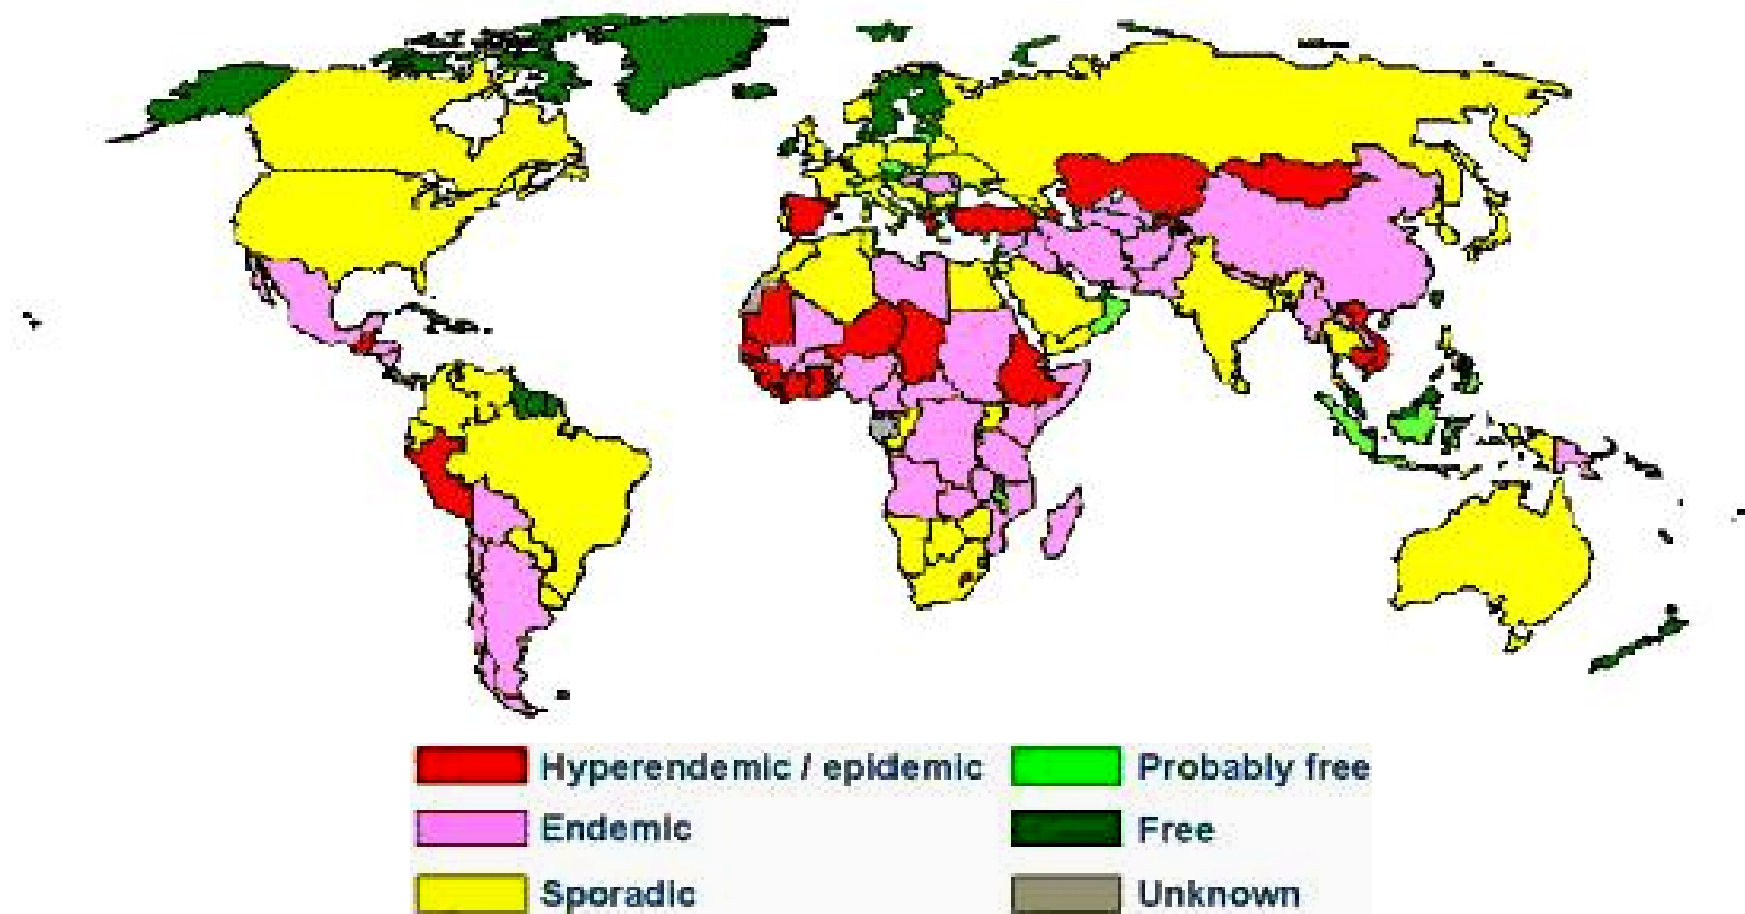 Hyperendemic / epidemic
Endemic
Sporadic
Probably free
Free
Unknown